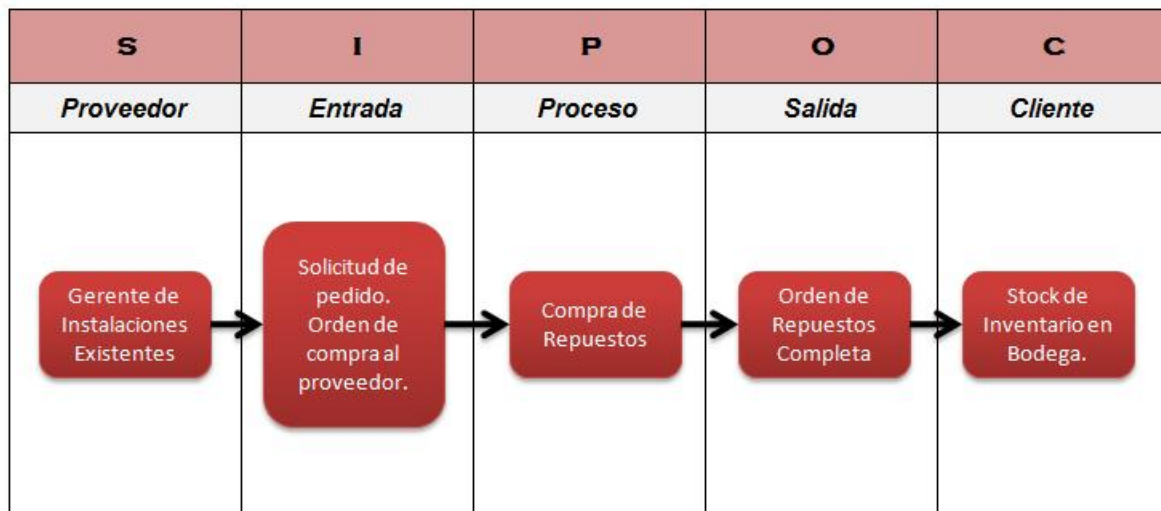 S I P O C
Proveedor Entrada Proceso Salida Cliente
Gerente de
Instalaciones
Existentes
Solicitud de
pedido.
Orden de
compra al
proveedor.
Compra de
Repuestos
Orden de
Repuestos
Completa
Stock de
Inventario en
Bodega.